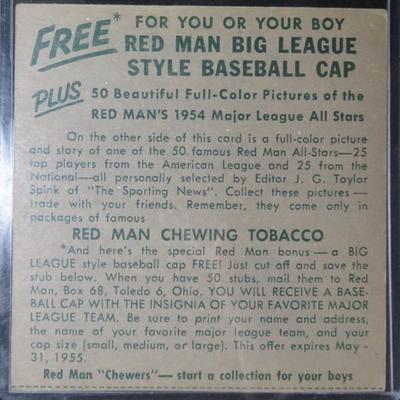 FREE* FOR YOU OR YOUR BOY
RED MAN BIG LEAGUE
STYLE BASEBALL CAP
PLUS 50 Beautiful Full-Color Pictures of the
RED MAN'S 1954 Major League All Stars
On the other side of this card is a full-color picture
and story of one of the 50 famous Red Man All-Stars—25
top players from the American League and 25 from the
National—all personally selected by Editor J. G. Taylor
Spink of "The Sporting News". Collect these pictures —
trade with your friends. Remember, they come only in
packages of famous
RED MAN CHEWING TOBACCO
*And here's the special Red Man bonus — a BIG
LEAGUE style baseball cap FREE! Just cut off and save the
stub below. When you have 50 stubs, mail them to Red
Man, Box 68, Toledo 6, Ohio. YOU WILL RECEIVE A BASE-
BALL CAP WITH THE INSIGNIA OF YOUR FAVORITE MAJOR
LEAGUE TEAM. Be sure to print your name and address,
the name of your favorite major league team, and your
cap size (small, medium, or large). This offer expires May -
31, 1955.
Red Man "Chewers"— start a collection for your boys